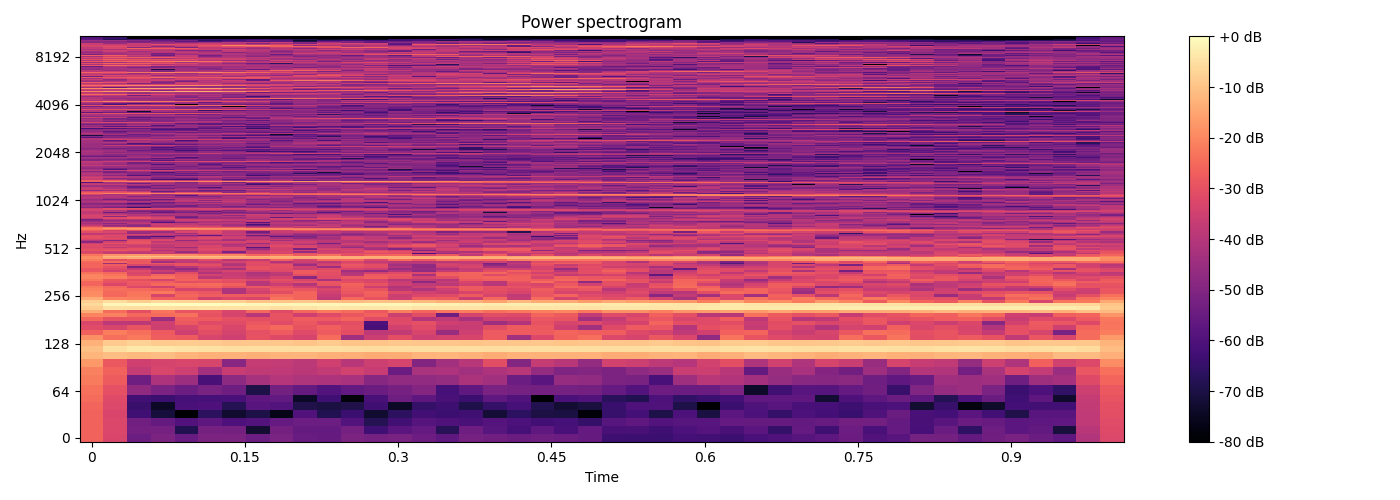 Power spectrogram
Hz
8192
4096
2048
1024
512
256
128
64
0
0 0.15 0.3 0.45 0.6 0.75 0.9
Time
+0 dB
-10 dB
-20 dB
-30 dB
-40 dB
-50 dB
-60 dB
-70 dB
-80 dB